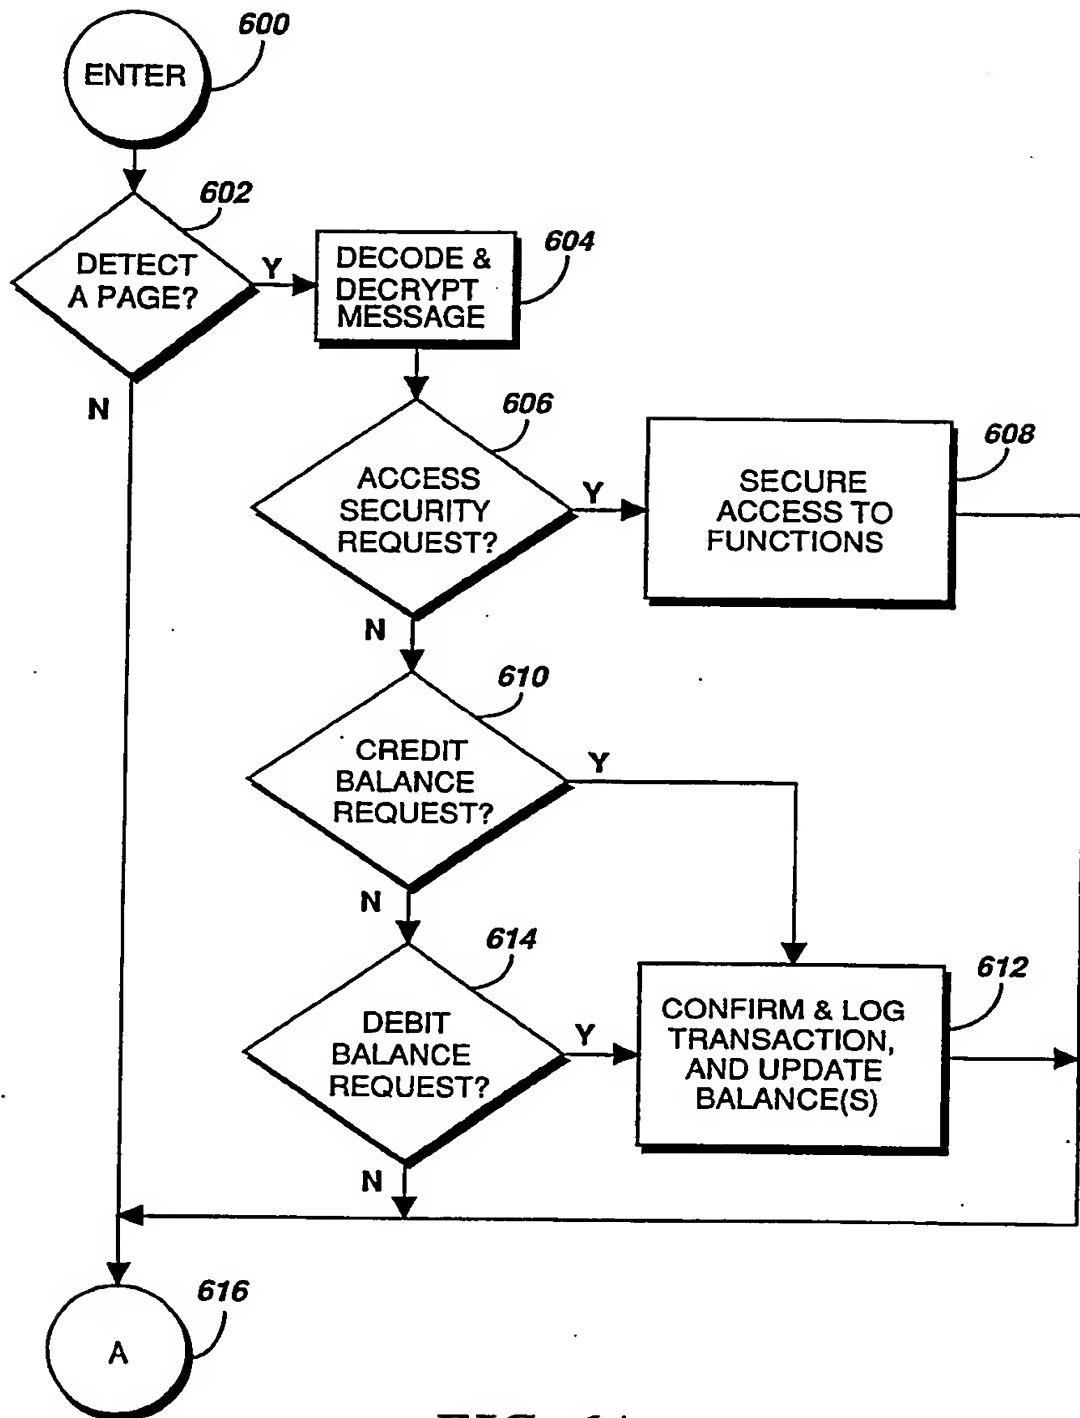 600
ENTER
602
DETECT
A PAGE?
Y
N
604
DECODE &
DECRYPT
MESSAGE
606
ACCESS
SECURITY
REQUEST?
Y
N
608
SECURE
ACCESS TO
FUNCTIONS
610
CREDIT
BALANCE
REQUEST?
Y
N
614
DEBIT
BALANCE
REQUEST?
Y
N
612
CONFIRM & LOG
TRANSACTION,
AND UPDATE
BALANCE(S)
616
A